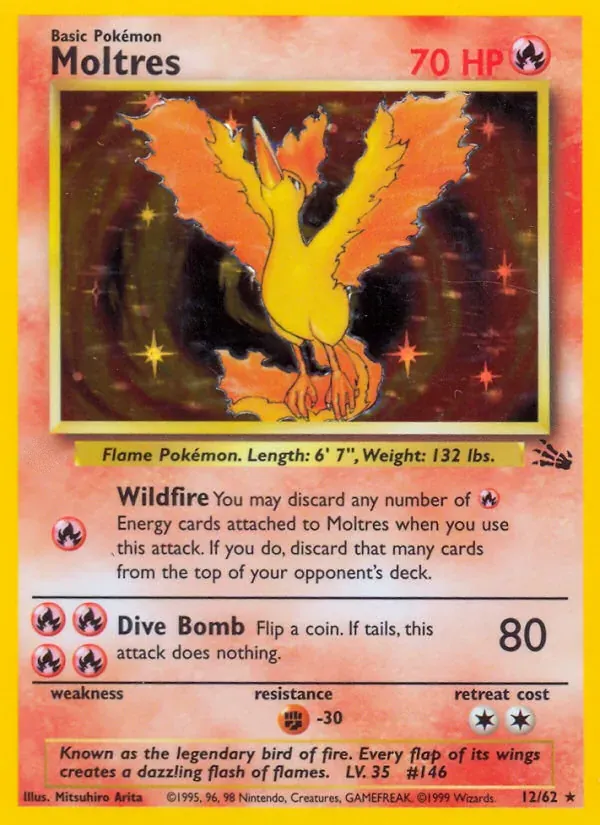 Basic Pokémon
Moltres
70 HP
Flame Pokémon. Length: 6' 7", Weight: 132 lbs.
Wildfire You may discard any number of
Energy cards attached to Moltres when you use
this attack. If you do, discard that many cards
from the top of your opponent's deck.
Dive Bomb Flip a coin. If tails, this
attack does nothing.
80
weakness
resistance
retreat cost
-30
Known as the legendary bird of fire. Every flap of its wings
creates a dazzling flash of flames. LV. 35 #146
Illus. Mitsuhiro Arita ©1995, 96, 98 Nintendo, Creatures, GAMEFREAK. ©1999 Wizards. 12/62 ★